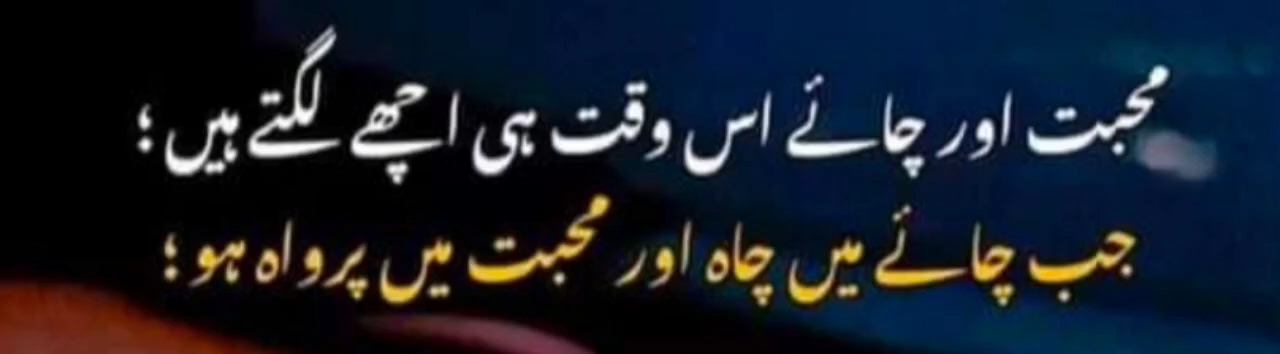 محبت اور چائے اس وقت ہی اچھے لگتے ہیں ؛
جب چائے میں چاہ اور محبت میں پرواہ ہو ؛